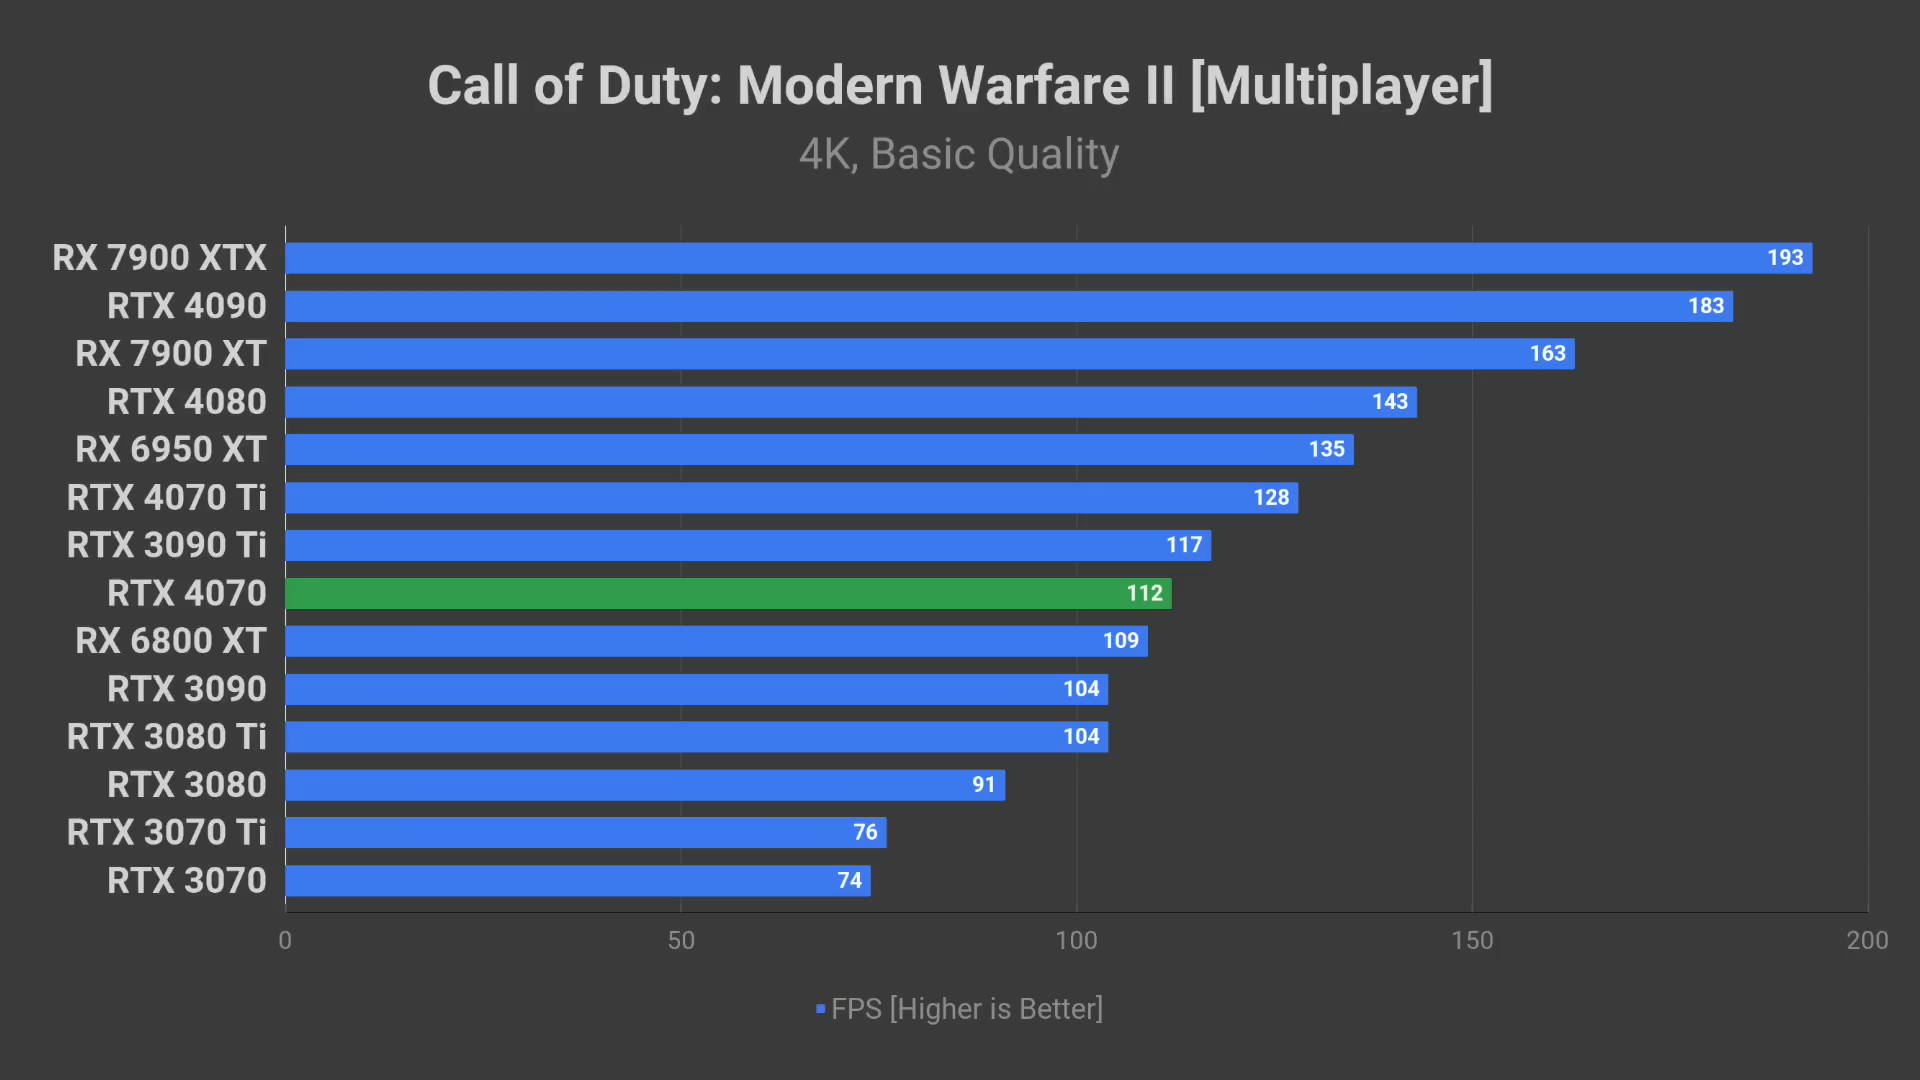 Call of Duty: Modern Warfare II [Multiplayer]
4K, Basic Quality
RX 7900 XTX 193
RTX 4090 183
RX 7900 XT 163
RTX 4080 143
RX 6950 XT 135
RTX 4070 Ti 128
RTX 3090 Ti 117
RTX 4070 112
RX 6800 XT 109
RTX 3090 104
RTX 3080 Ti 104
RTX 3080 91
RTX 3070 Ti 76
RTX 3070 74
0 50 100 150 200
FPS [Higher is Better]